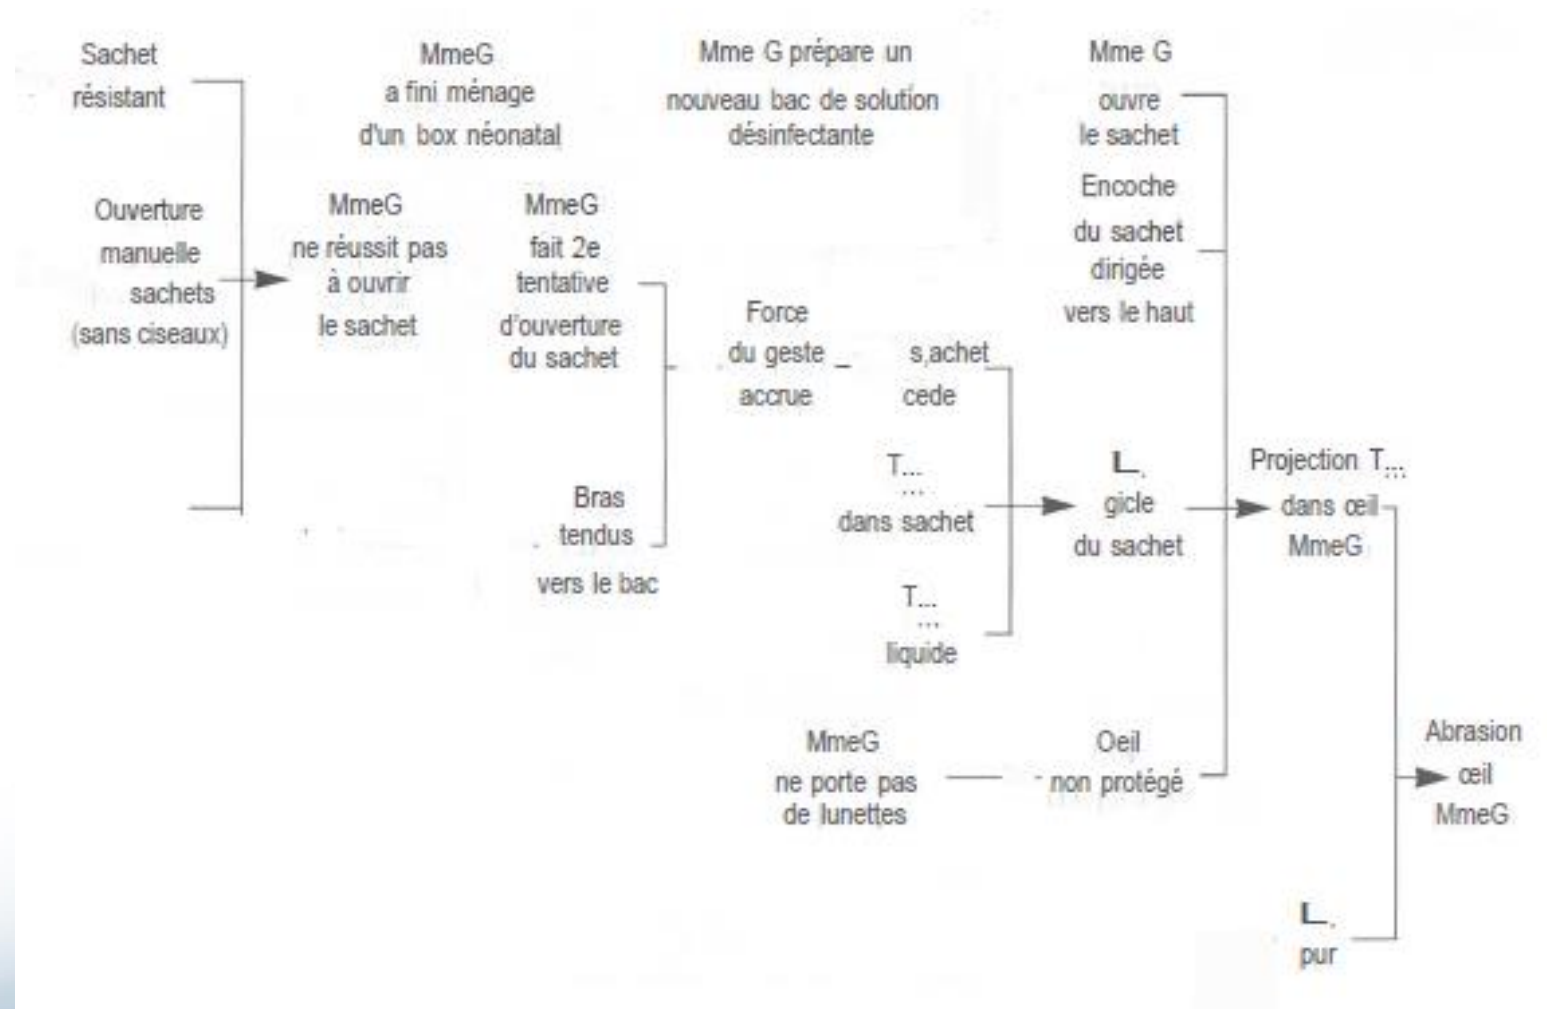 Sachet
résistant
MmeG
a fini ménage
d'un box néonatal
Mme G prépare un
nouveau bac de solution
désinfectante
Mme G
ouvre
le sachet
Encoche
du sachet
dirigée
vers le haut
Ouverture
manuelle
sachets
(sans ciseaux)
MmeG
ne réussit pas
à ouvrir
le sachet
MmeG
fait 2e
tentative
d'ouverture
du sachet
Force
du geste
accrue
s,achet
cede
Bras
tendus
vers le bac
T...
...
dans sachet
T...
...
liquide
L.
gicle
du sachet
Projection T...
dans œil
MmeG
MmeG
ne porte pas
de lunettes
Oeil
non protégé
Abrasion
œil
MmeG
L.
pur